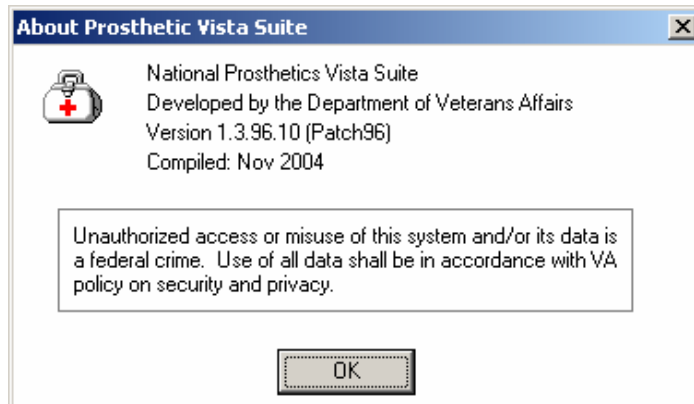 About Prosthetic Vista Suite
National Prosthetics Vista Suite
Developed by the Department of Veterans Affairs
Version 1.3.96.10 (Patch96)
Compiled: Nov 2004
Unauthorized access or misuse of this system and/or its data is
a federal crime.  Use of all data shall be in accordance with VA
policy on security and privacy.
OK